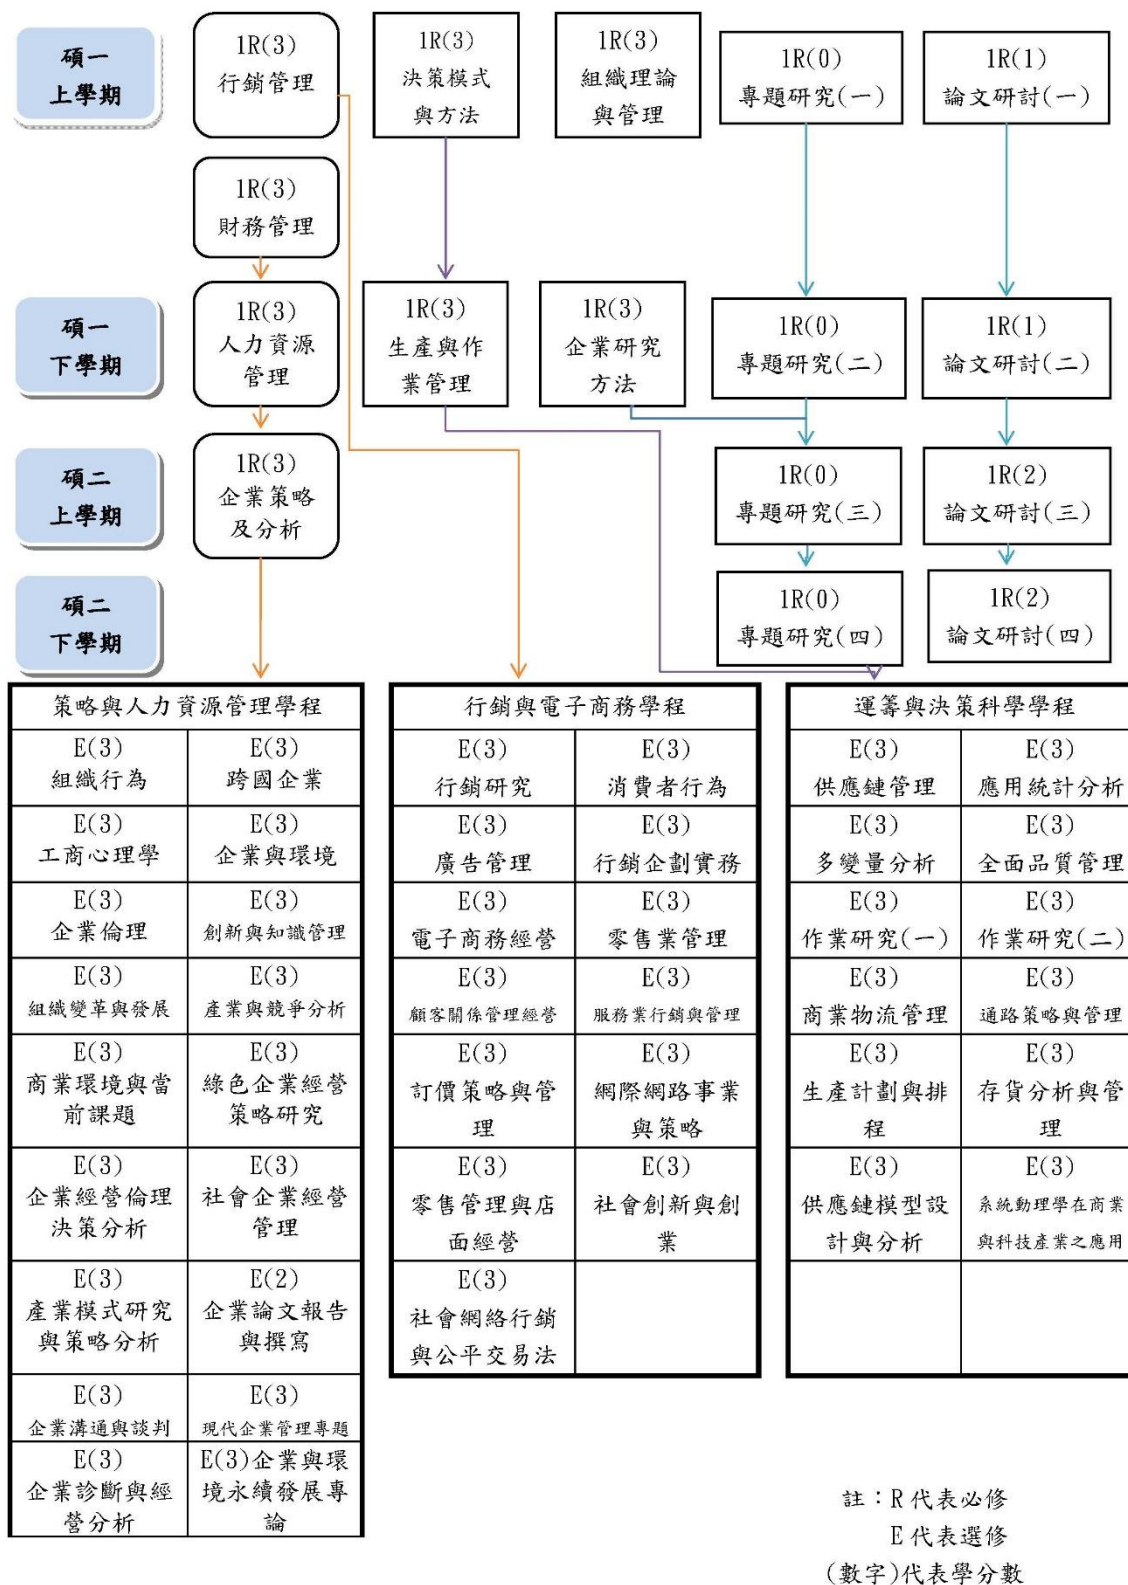 碩一
上學期
1R(3)
行銷管理
1R(3)
決策模式
與方法
1R(3)
組織理論
與管理
1R(0)
專題研究(一)
1R(1)
論文研討(一)
1R(3)
財務管理
碩一
下學期
1R(3)
人力資源
管理
1R(3)
生產與作
業管理
1R(3)
企業研究
方法
1R(0)
專題研究(二)
1R(1)
論文研討(二)
碩二
上學期
1R(3)
企業策略
及分析
1R(0)
專題研究(三)
1R(2)
論文研討(三)
碩二
下學期
1R(0)
專題研究(四)
1R(2)
論文研討(四)
策略與人力資源管理學程
E(3)
組織行為
E(3)
跨國企業
E(3)
工商心理學
E(3)
企業與環境
E(3)
企業倫理
E(3)
創新與知識管理
E(3)
組織變革與發展
E(3)
產業與競爭分析
E(3)
商業環境與當
前課題
E(3)
綠色企業經營
策略研究
E(3)
企業經營倫理
決策分析
E(3)
社會企業經營
管理
E(3)
產業模式研究
與策略分析
E(2)
企業論文報告
與撰寫
E(3)
企業溝通與談判
E(3)
現代企業管理專題
E(3)
企業診斷與經
營分析
E(3)企業與環
境永續發展專
論
行銷與電子商務學程
E(3)
行銷研究
E(3)
消費者行為
E(3)
廣告管理
E(3)
行銷企劃實務
E(3)
電子商務經營
E(3)
零售業管理
E(3)
顧客關係管理經營
E(3)
服務業行銷與管理
E(3)
訂價策略與管
理
E(3)
網際網路事業
與策略
E(3)
零售管理與店
面經營
E(3)
社會創新與創
業
E(3)
社會網絡行銷
與公平交易法
運籌與決策科學學程
E(3)
供應鏈管理
E(3)
應用統計分析
E(3)
多變量分析
E(3)
全面品質管理
E(3)
作業研究(一)
E(3)
作業研究(二)
E(3)
商業物流管理
E(3)
通路策略與管理
E(3)
生產計劃與排
程
E(3)
存貨分析與管
理
E(3)
供應鏈模型設
計與分析
E(3)
系統動理學在商業
與科技產業之應用
註：R 代表必修
E 代表選修
(數字)代表學分數